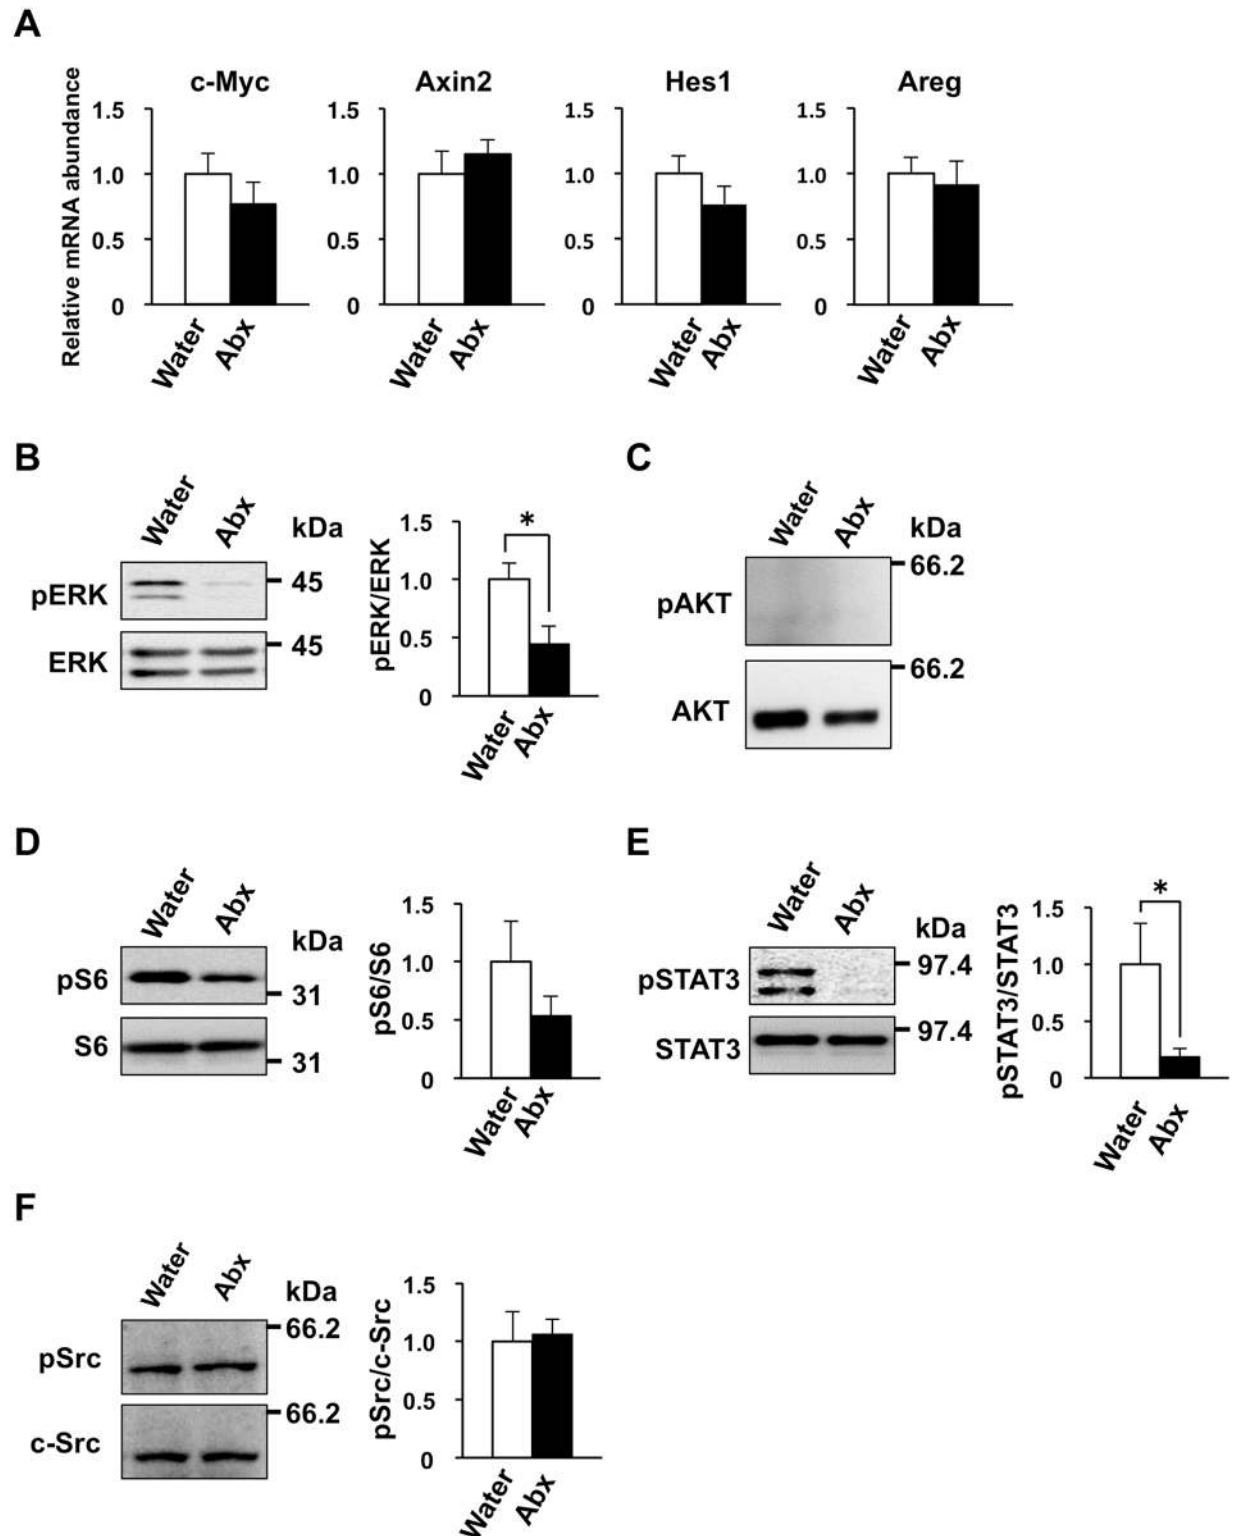 A
Relative mRNA abundance
c-Myc
1.5
1.0
0.5
0
Water
Abx
Axin2
1.5
1.0
0.5
0
Water
Abx
Hes1
1.5
1.0
0.5
0
Water
Abx
Areg
1.5
1.0
0.5
0
Water
Abx
B
Water
Abx
kDa
pERK
45
ERK
45
pERK/ERK
1.5
1.0
0.5
0
*
Water
Abx
C
Water
Abx
kDa
66.2
pAKT
66.2
AKT
D
Water
Abx
kDa
pS6
31
S6
31
pS6/S6
1.5
1.0
0.5
0
Water
Abx
E
Water
Abx
kDa
97.4
pSTAT3
97.4
STAT3
pSTAT3/STAT3
1.5
1.0
0.5
0
*
Water
Abx
F
Water
Abx
kDa
66.2
pSrc
66.2
c-Src
pSrc/c-Src
1.5
1.0
0.5
0
Water
Abx